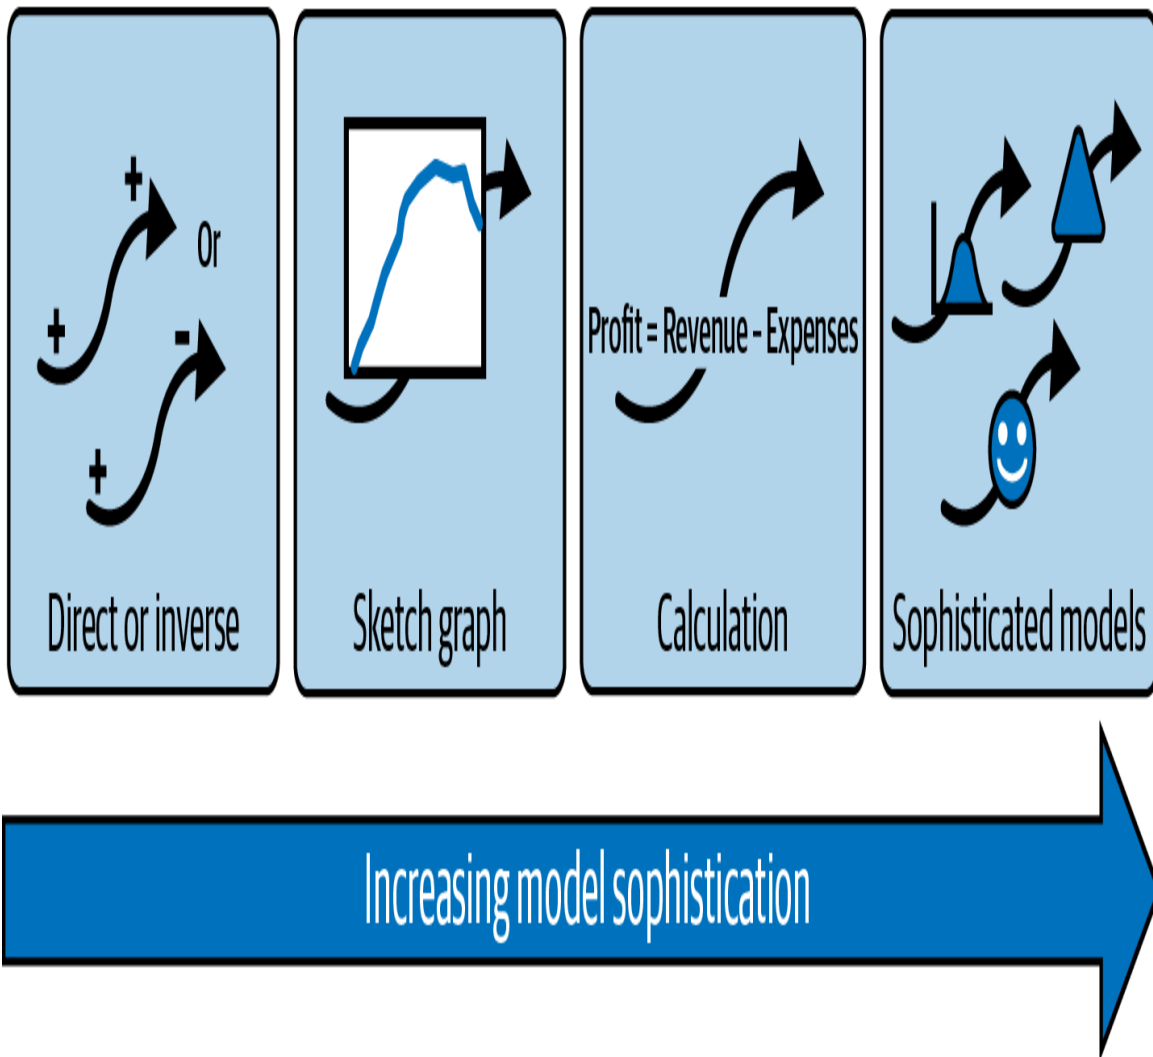 +
Or
+
-
+
Direct or inverse
Sketch graph
Profit = Revenue - Expenses
Calculation
Sophisticated models
Increasing model sophistication